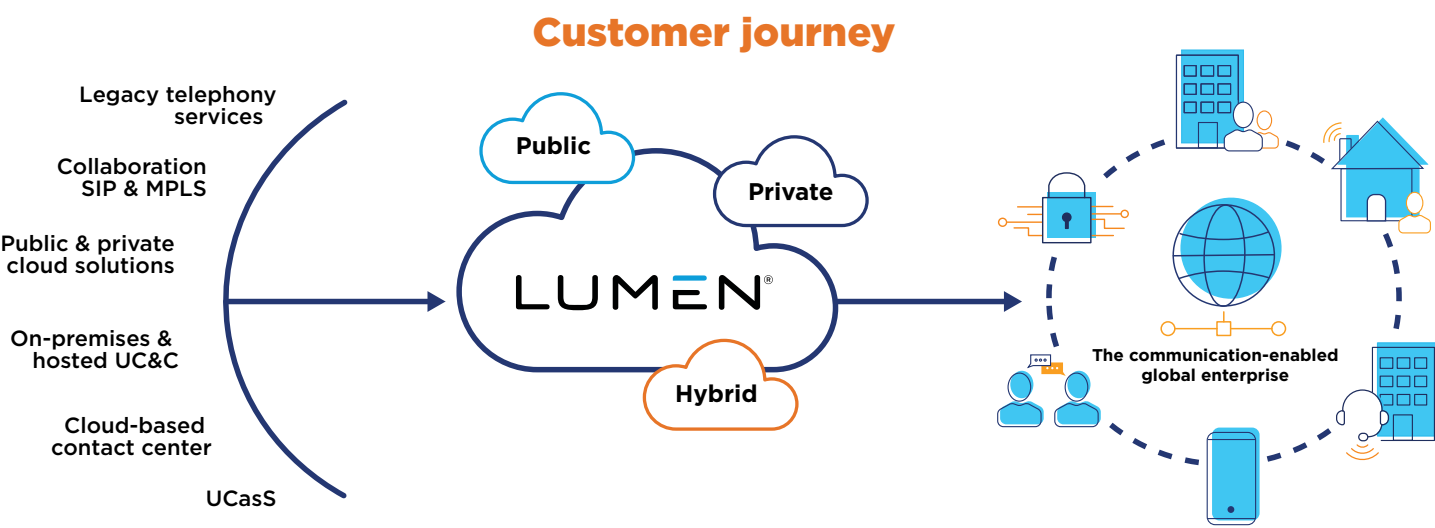 Customer journey
Legacy telephony
services
Collaboration
SIP & MPLS
Public & private
cloud solutions
On-premises &
hosted UC&C
Cloud-based
contact center
UCasS
Public
Private
LUMEN®
Hybrid
The communication-enabled
global enterprise